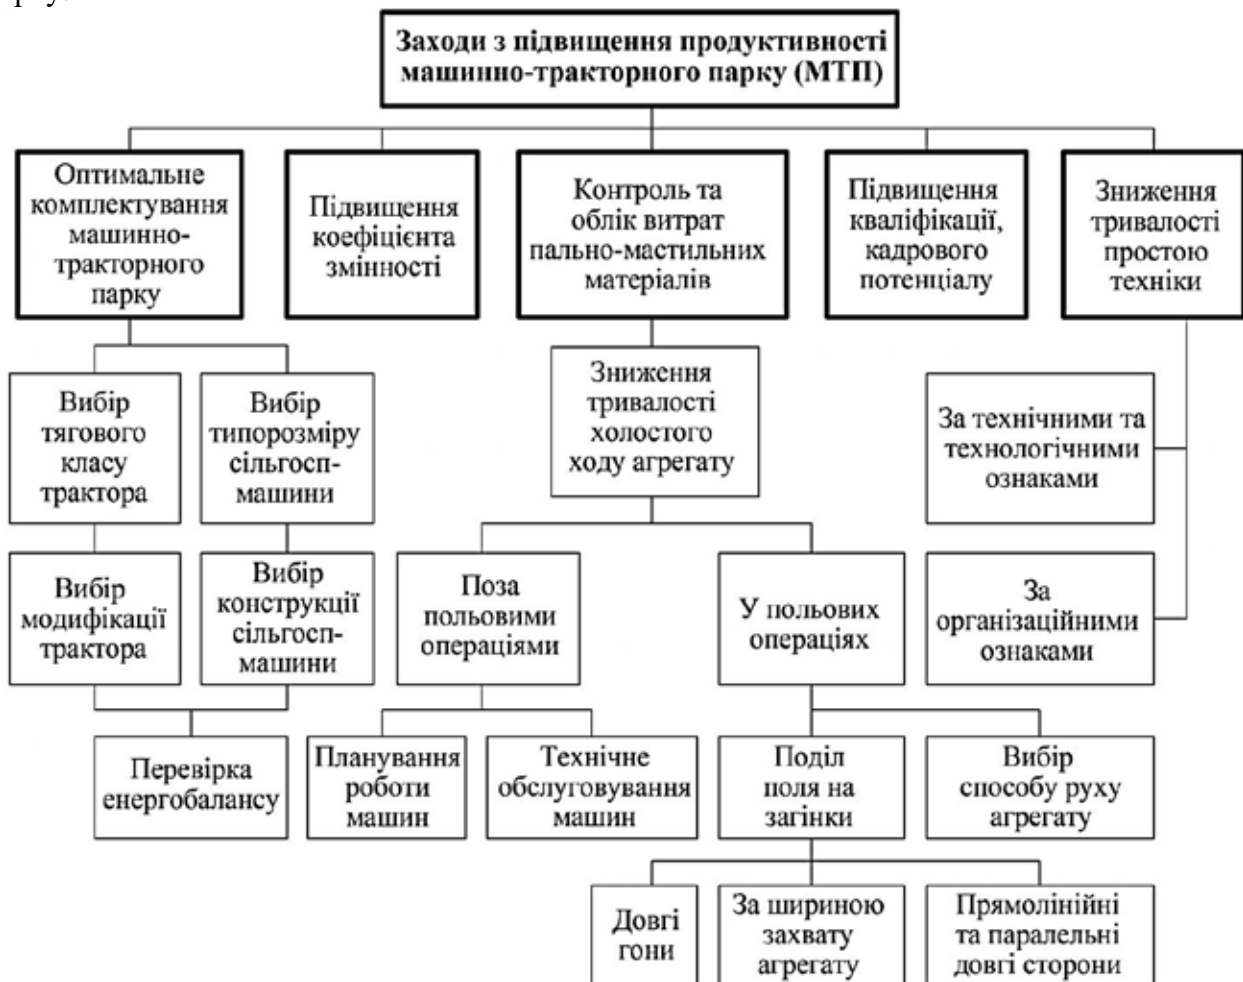 Заходи з підвищення продуктивності
машинно-тракторного парку (МТП)
Оптимальне
комплектування
машинно-
тракторного
парку
Підвищення
коефіцієнта
змінності
Контроль та
облік витрат
пально-мастильних
матеріалів
Підвищення
кваліфікації,
кадрового
потенціалу
Зниження
тривалості
простою
техніки
Вибір
тягового
класу
трактора
Вибір
типорозміру
сільгосп-
машини
Зниження
тривалості
холостого
ходу агрегату
За технічними та
технологічними
ознаками
Вибір
модифікації
трактора
Вибір
конструкції
сільгосп-
машини
Поза
польовими
операціями
У польових
операціях
За
організаційними
ознаками
Перевірка
енергобалансу
Планування
роботи
машин
Технічне
обслуговування
машин
Поділ
поля на
загінки
Вибір
способу руху
агрегату
Довгі
гони
За шириною
захвату
агрегату
Прямолінійні
та паралельні
довгі сторони